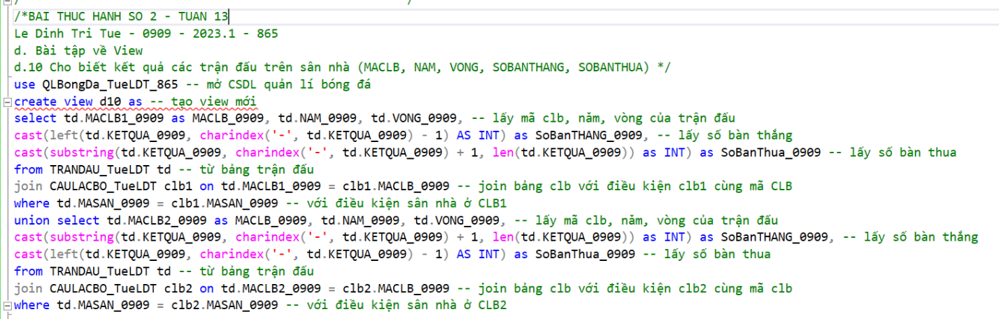 /*BAI THUC HANH SO 2 - TUAN 13
Le Dinh Tri Tue - 0909 - 2023.1 - 865
d. Bài tập về View
d.10 Cho biết kết quả các trận đấu trên sân nhà (MACLB, NAM, VONG, SOBANTHANG, SOBANTHUA) */
use QLBongDa_TueLDT_865 -- mở CSDL quản lí bóng đá
create view d10 as -- tạo view mới
select td.MACLB1_0909 as MACLB_0909, td.NAM_0909, td.VONG_0909, -- lấy mã clb, năm, vòng của trận đấu
cast(left(td.KETQUA_0909, charindex('-', td.KETQUA_0909) - 1) AS INT) as SoBanTHANG_0909, -- lấy số bàn thắng
cast(substring(td.KETQUA_0909, charindex('-', td.KETQUA_0909) + 1, len(td.KETQUA_0909)) as INT) as SoBanThua_0909 -- lấy số bàn thua
from TRANDAU_TueLDT td -- từ bảng trận đấu
join CAULACBO_TueLDT clb1 on td.MACLB1_0909 = clb1.MACLB_0909 -- join bảng clb với điều kiện clb1 cùng mã CLB
where td.MASAN_0909 = clb1.MASAN_0909 -- với điều kiện sân nhà ở CLB1
union select td.MACLB2_0909 as MACLB_0909, td.NAM_0909, td.VONG_0909, -- lấy mã clb, năm, vòng của trận đấu
cast(substring(td.KETQUA_0909, charindex('-', td.KETQUA_0909) + 1, len(td.KETQUA_0909)) as INT) as SoBanTHANG_0909, -- lấy số bàn thắng
cast(left(td.KETQUA_0909, charindex('-', td.KETQUA_0909) - 1) AS INT) as SoBanThua_0909 -- lấy số bàn thua
from TRANDAU_TueLDT td -- từ bảng trận đấu
join CAULACBO_TueLDT clb2 on td.MACLB2_0909 = clb2.MACLB_0909 -- join bảng clb với điều kiện clb2 cùng mã clb
where td.MASAN_0909 = clb2.MASAN_0909 -- với điều kiện sân nhà ở CLB2